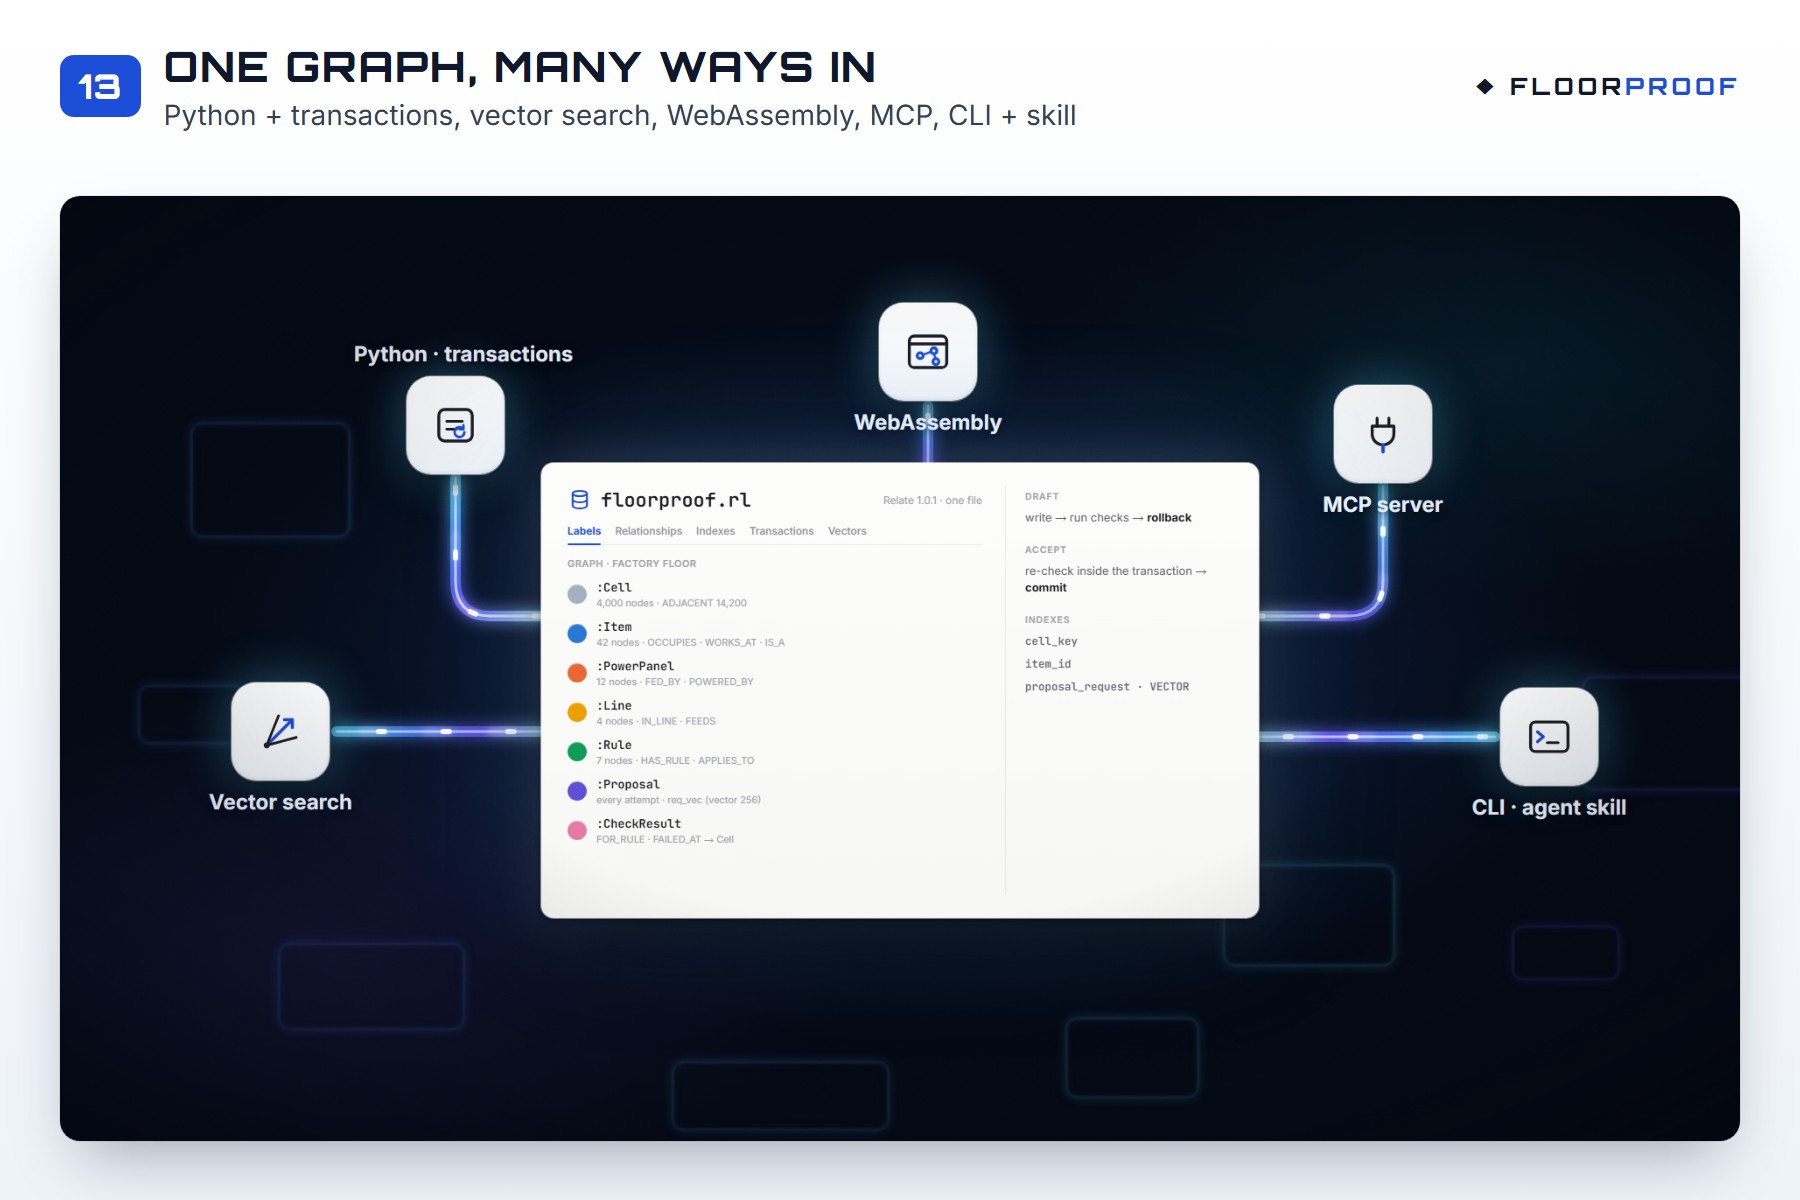 13
ONE GRAPH, MANY WAYS IN
Python + transactions, vector search, WebAssembly, MCP, CLI + skill
FLOORPROOF
Python · transactions
WebAssembly
MCP server
Vector search
CLI · agent skill
floorproof.rl
Relate 1.0.1 · one file
Labels Relationships Indexes Transactions Vectors
GRAPH · FACTORY FLOOR
:Cell
4,000 nodes · ADJACENT 14,200
:Item
42 nodes · OCCUPIES · WORKS_AT · IS_A
:PowerPanel
12 nodes · FED_BY · POWERED_BY
:Line
4 nodes · IN_LINE · FEEDS
:Rule
7 nodes · HAS_RULE · APPLIES_TO
:Proposal
every attempt · req_vec (vector 256)
:CheckResult
FOR_RULE · FAILED_AT → Cell
DRAFT
write → run checks → rollback
ACCEPT
re-check inside the transaction →
commit
INDEXES
cell_key
item_id
proposal_request · VECTOR